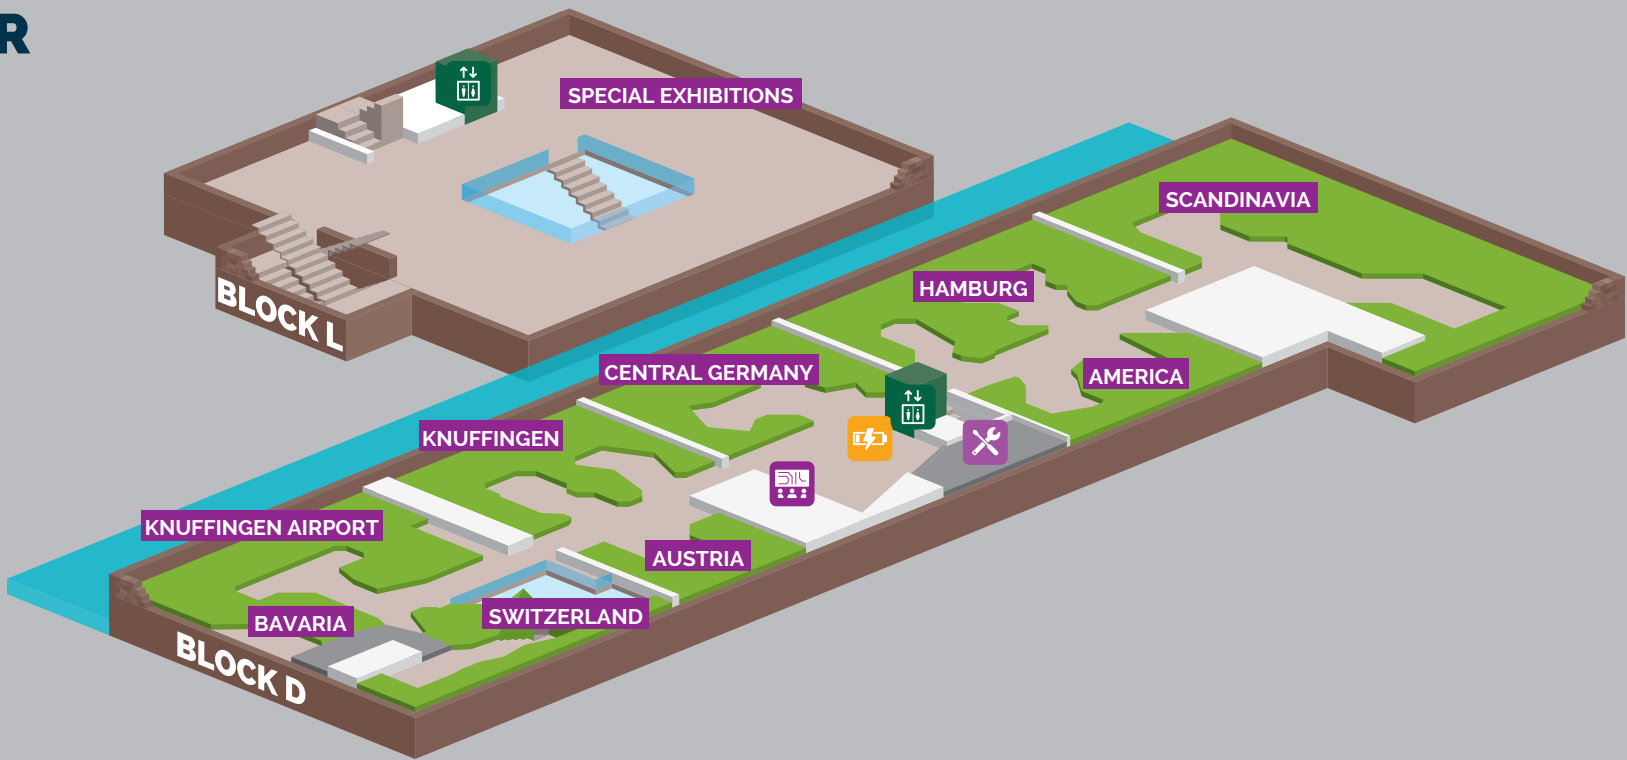 R
SPECIAL EXHIBITIONS
SCANDINAVIA
HAMBURG
BLOCK L
CENTRAL GERMANY
AMERICA
KNUFFINGEN
KNUFFINGEN AIRPORT
AUSTRIA
SWITZERLAND
BAVARIA
BLOCK D